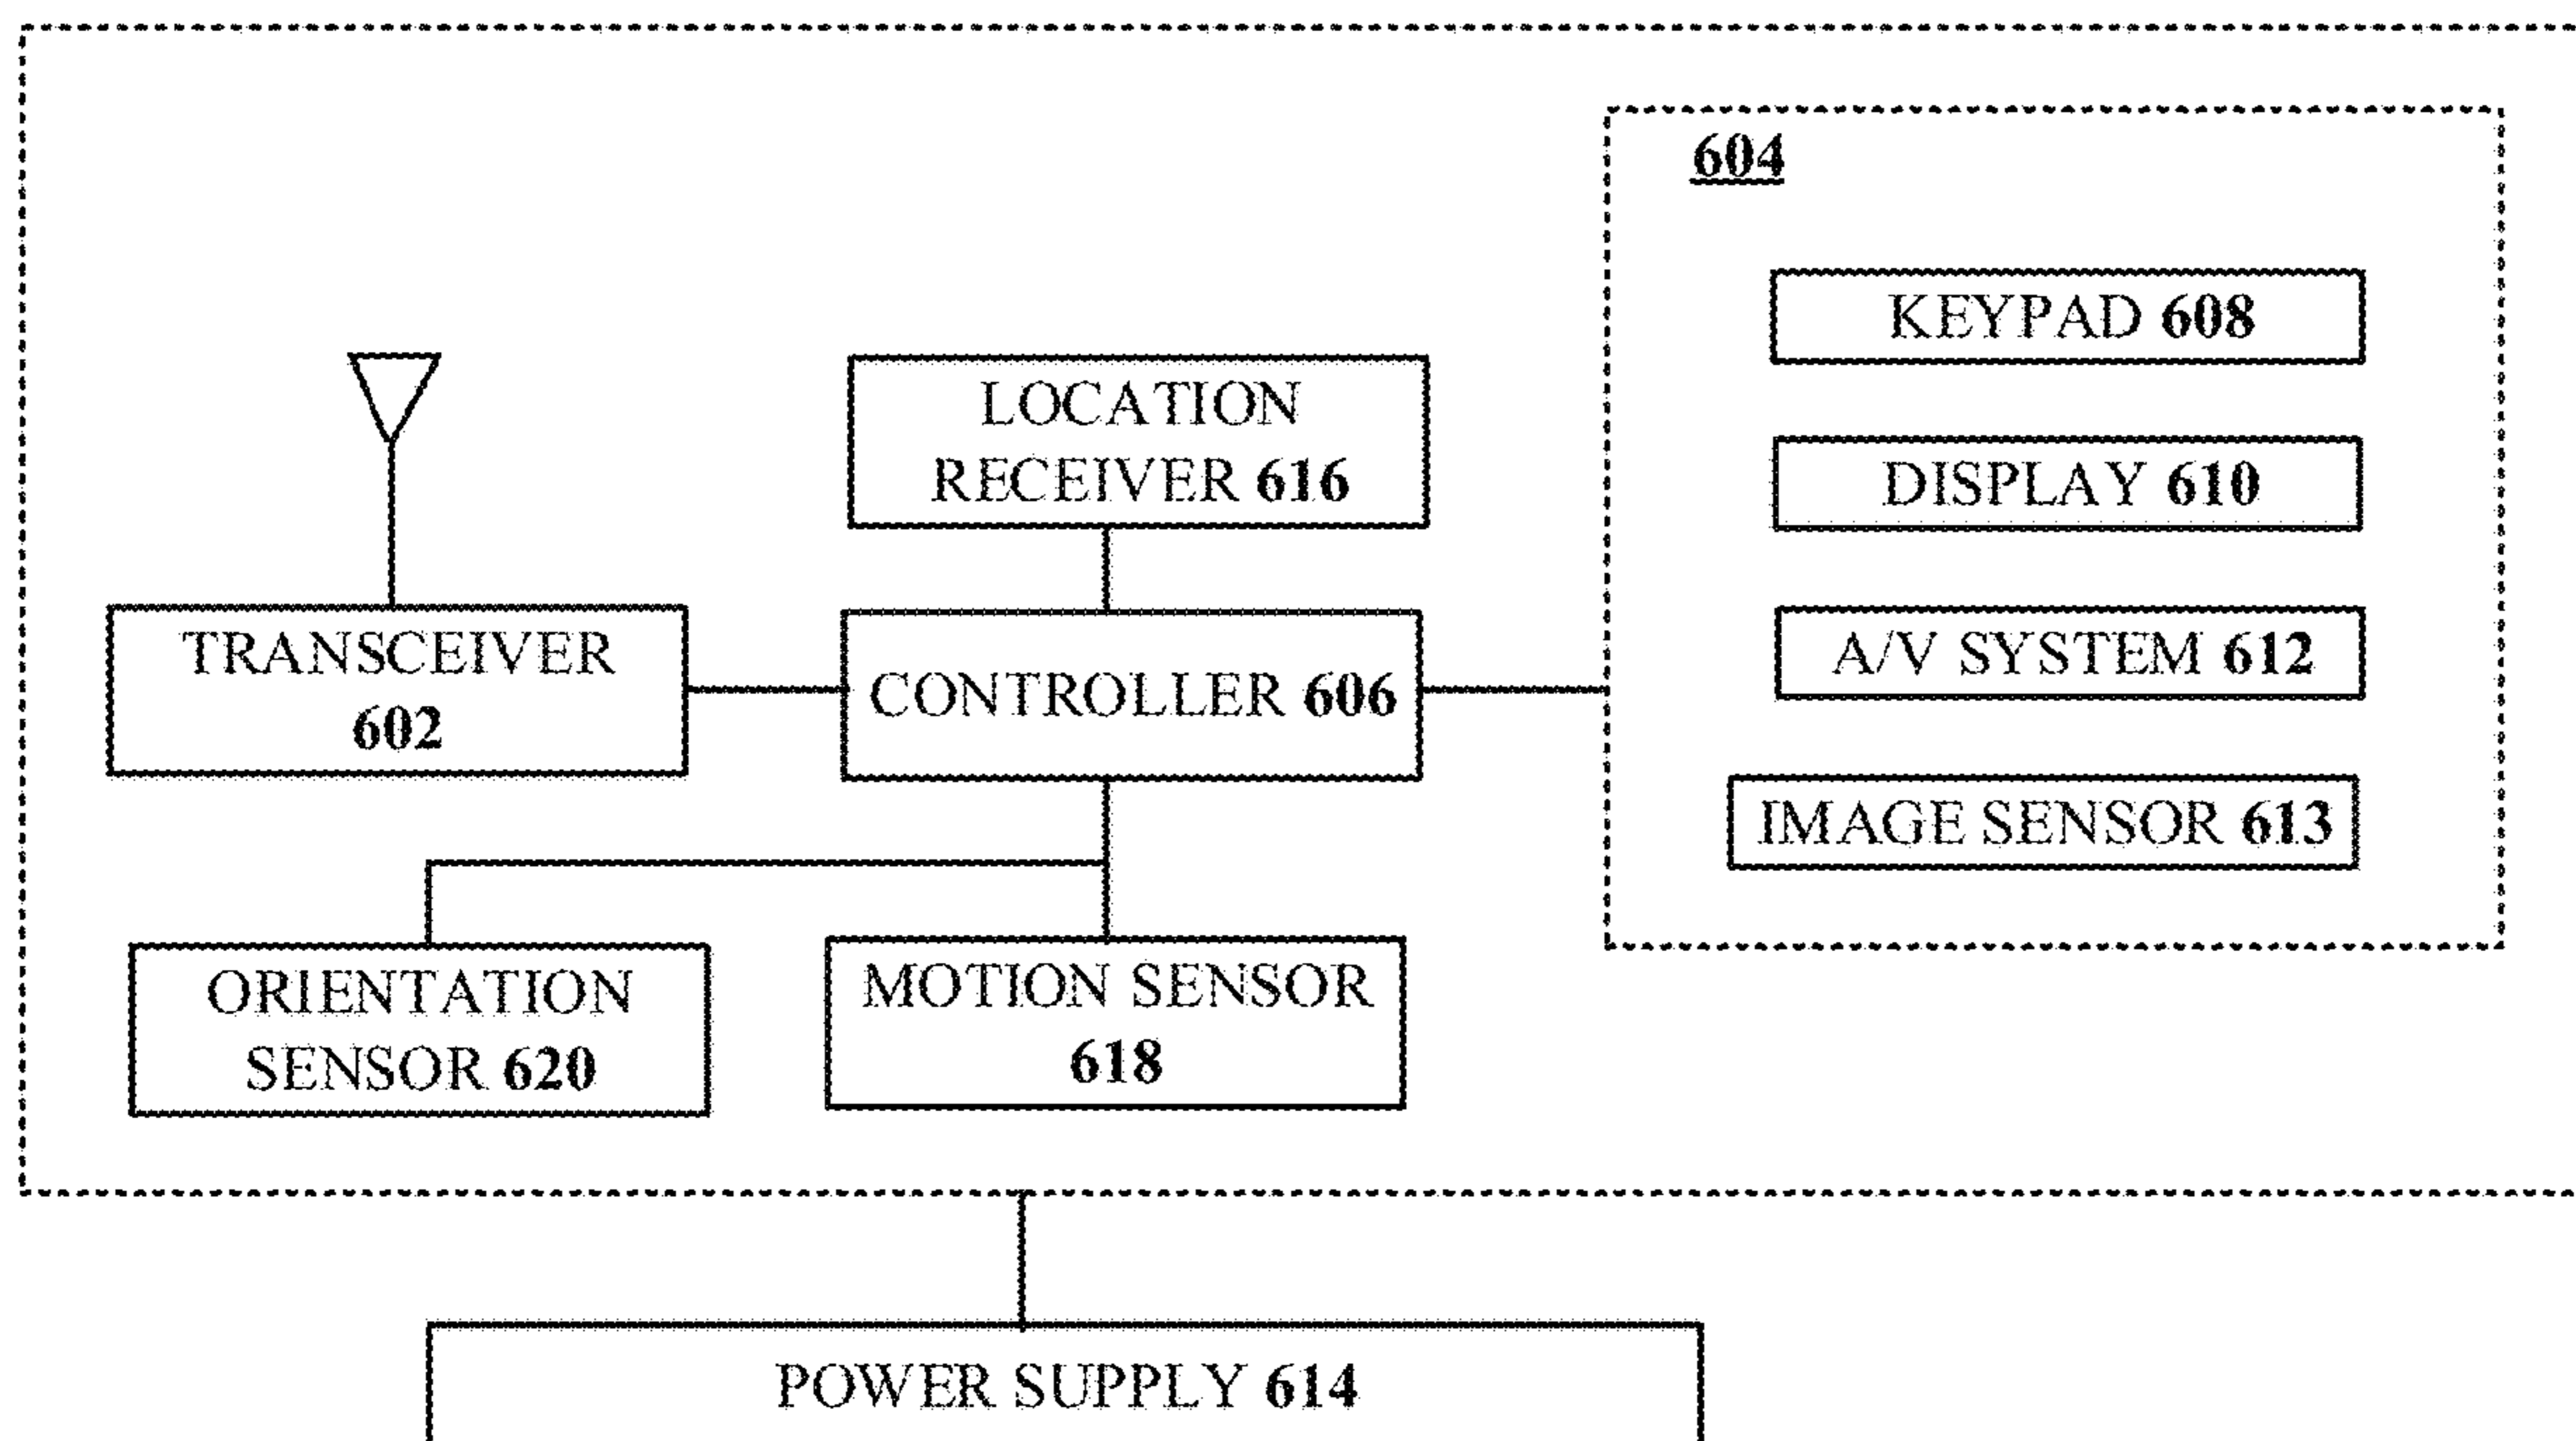 604
KEYPAD 608
LOCATION
RECEIVER 616
DISPLAY 610
TRANSCEIVER
602
CONTROLLER 606
A/V SYSTEM 612
IMAGE SENSOR 613
ORIENTATION
SENSOR 620
MOTION SENSOR
618
POWER SUPPLY 614